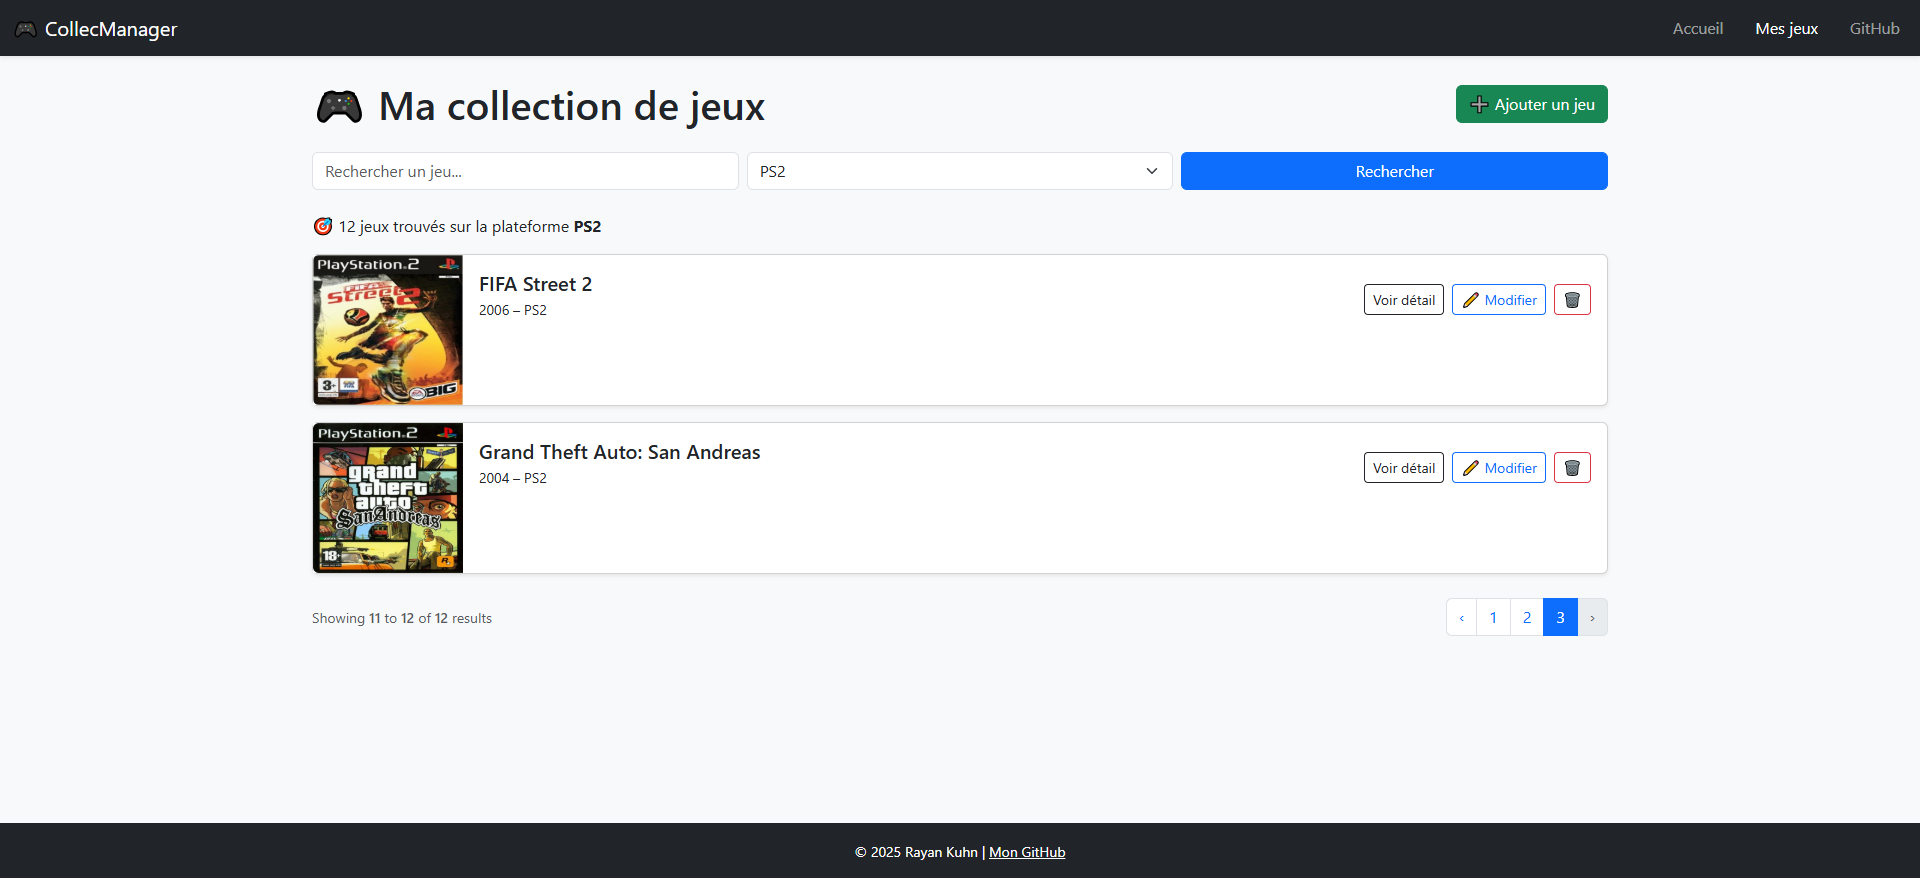 🎮 CollecManager
Accueil Mes jeux GitHub
🎮 Ma collection de jeux
➕ Ajouter un jeu
Rechercher un jeu...
PS2
Rechercher
🎯 12 jeux trouvés sur la plateforme PS2
PlayStation.2
FIFA
Street 2
3+
BIG
FIFA Street 2
2006 – PS2
Voir détail
✏️ Modifier
PlayStation.2
grand
theft
auto
San Andreas
18+
R
Grand Theft Auto: San Andreas
2004 – PS2
Voir détail
✏️ Modifier
Showing 11 to 12 of 12 results
‹ 1 2 3 ›
© 2025 Rayan Kuhn | Mon GitHub